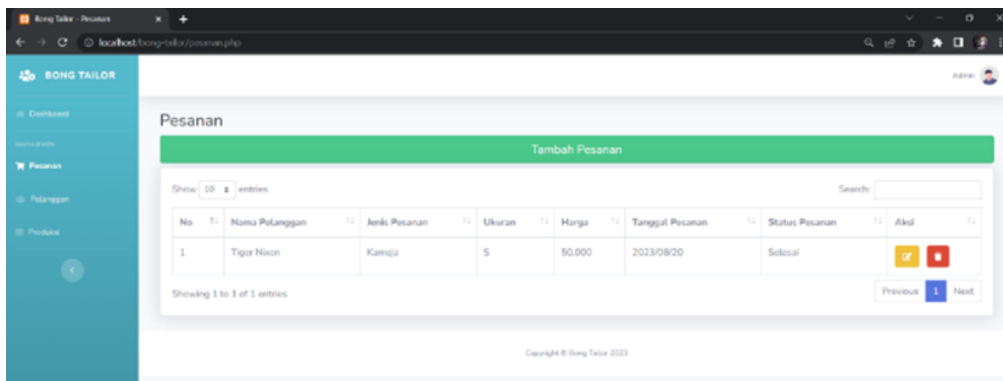 Bong Tailor - Pesanan
localhost/bong-tailor/pesanan.php
BONG TAILOR
Admin
Dashboard
Pesanan
Pelanggan
Produksi
Pesanan
Tambah Pesanan
Show 10 entries
Search:
No Nama Pelanggan Jenis Pesanan Ukuran Harga Tanggal Pesanan Status Pesanan Aksi
1 Tiger Nixon Kameja S 50.000 2023/08/20 Selesai
Showing 1 to 1 of 1 entries
Previous 1 Next
Copyright © Bong Tailor 2023